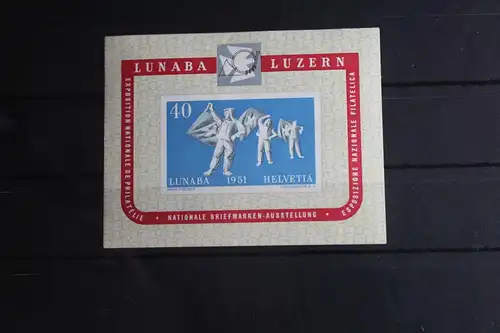 LUNABA LUZERN
EXPOSITION NATIONALE DE PHILATELIE
40
LUNABA 1951 HELVETIA
• NATIONALE BRIEFMARKEN-AUSSTELLUNG •
ESPOSIZIONE NAZIONALE FILATELICA